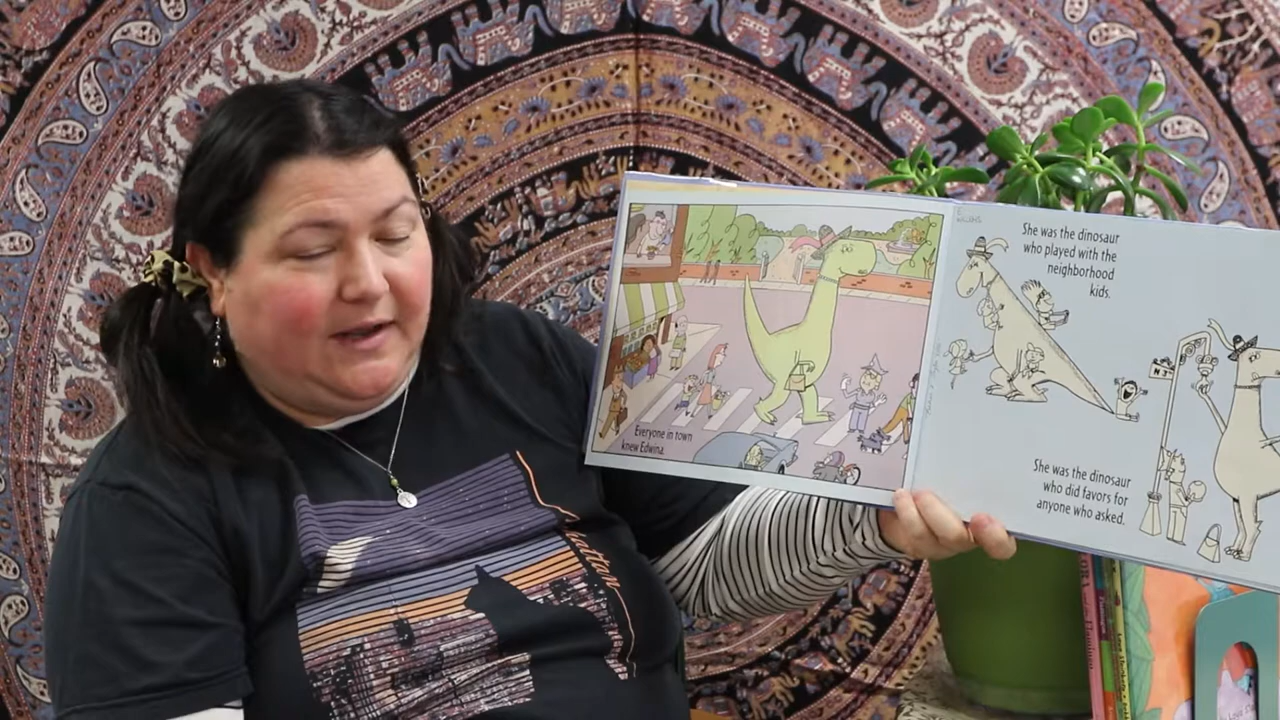 Everyone in town
knew Edwina.
E
WILLEMS
She was the dinosaur
who played with the
neighborhood
kids.
She was the dinosaur
who did favors for
anyone who asked.